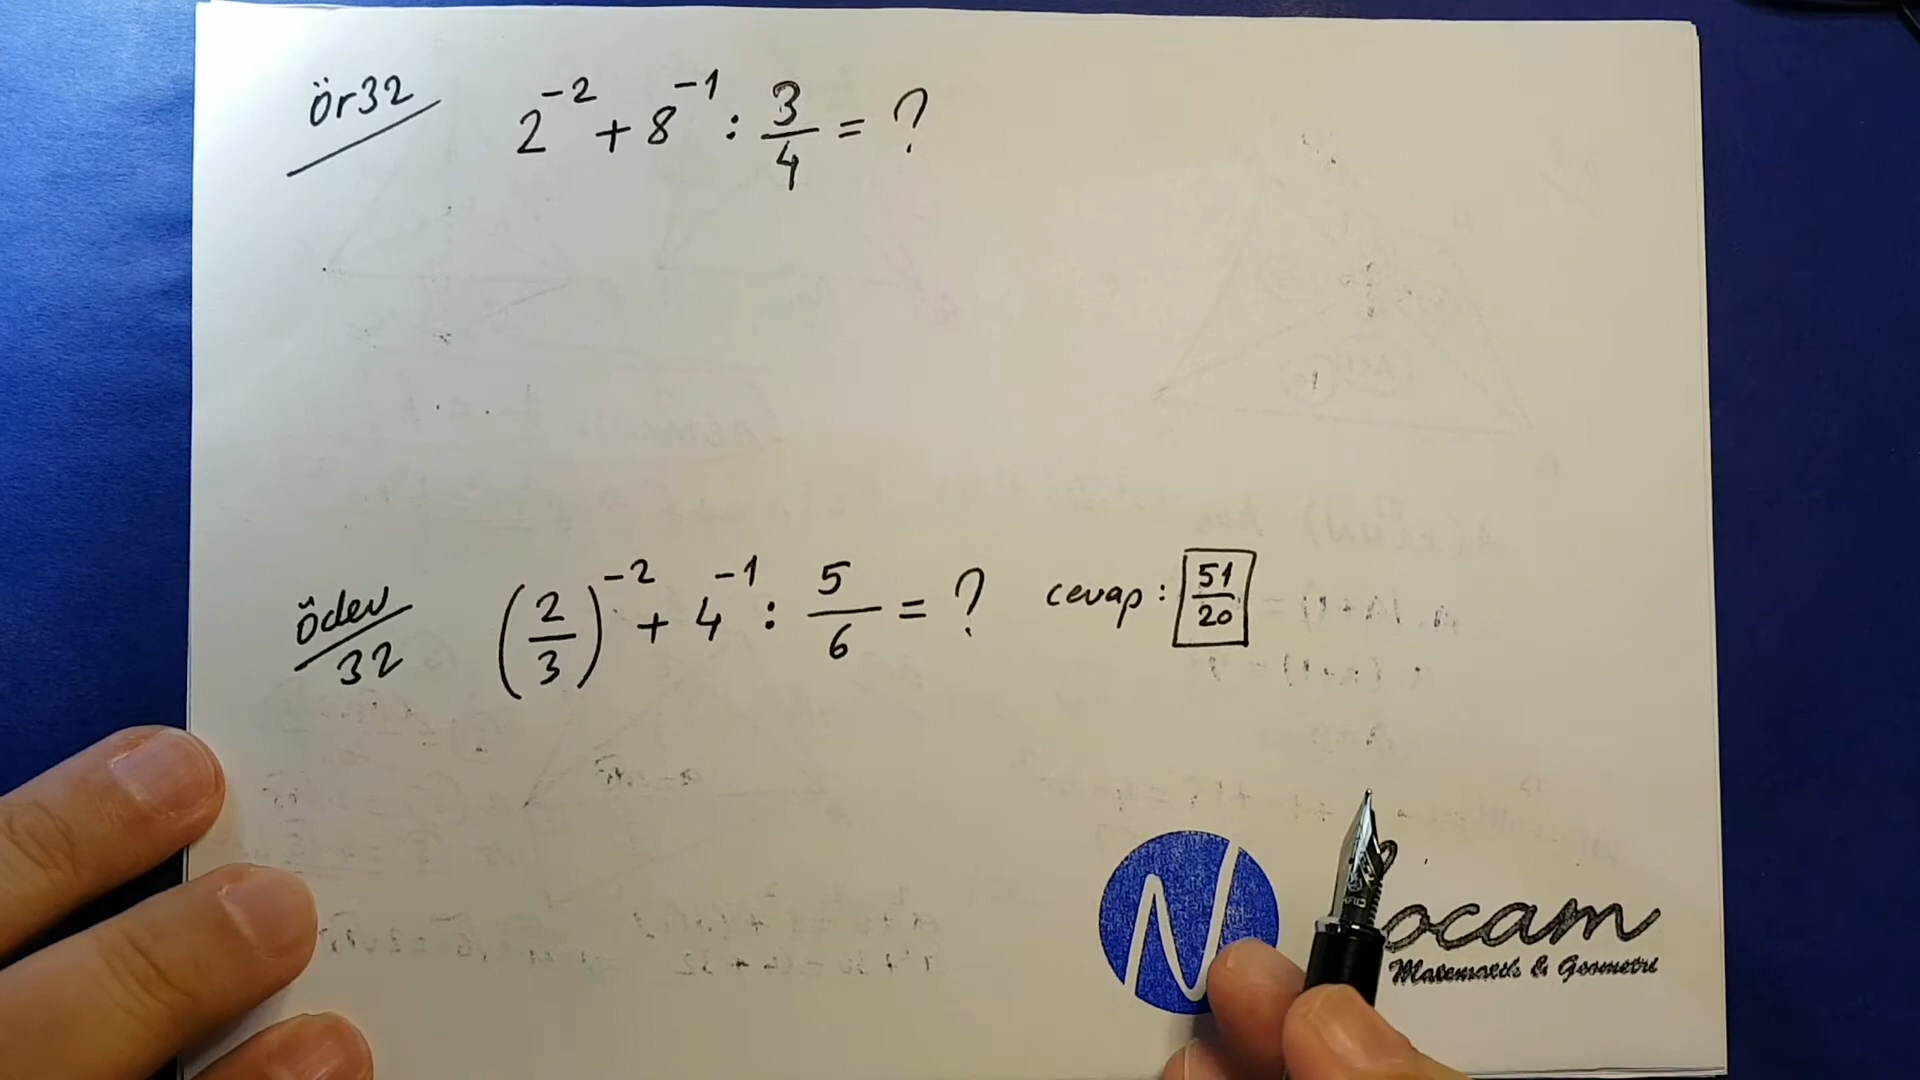 ör32 2⁻² + 8⁻¹ : 3/4 = ?
ödev 32 (2/3)⁻² + 4⁻¹ : 5/6 = ? cevap : 51/20
N
ocam
Matematik & Geometri